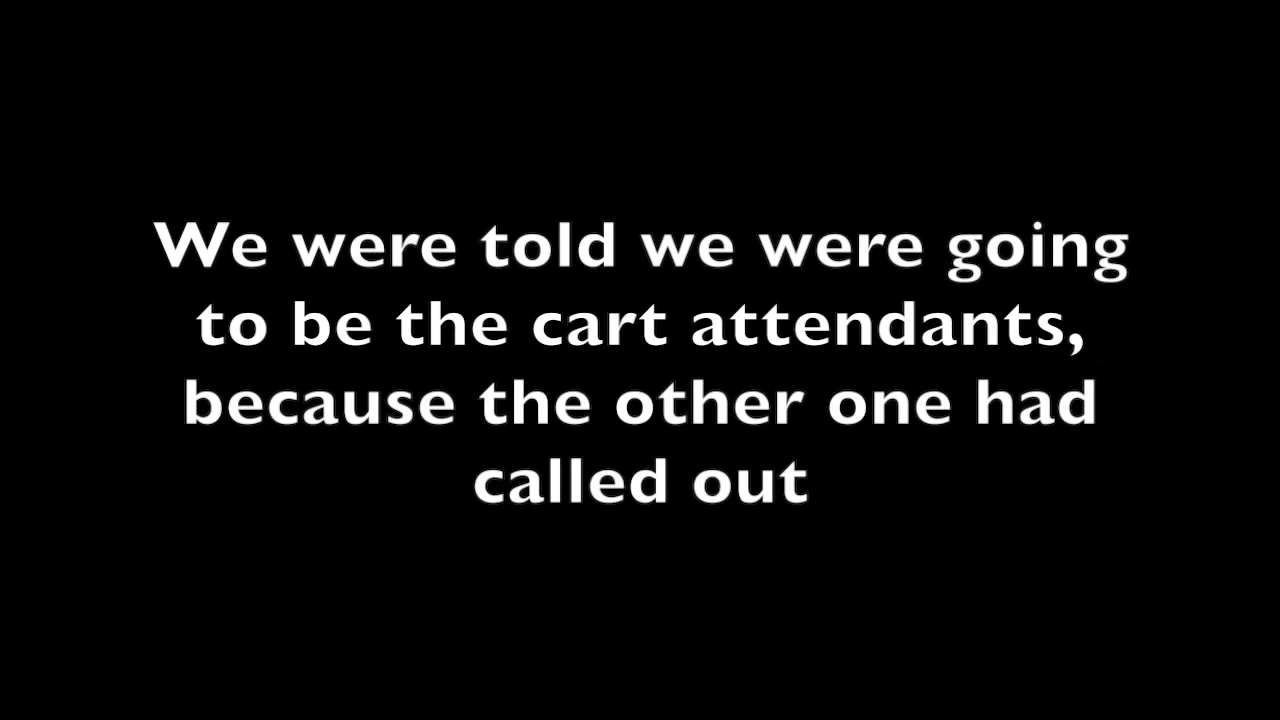 We were told we were going
to be the cart attendants,
because the other one had
called out